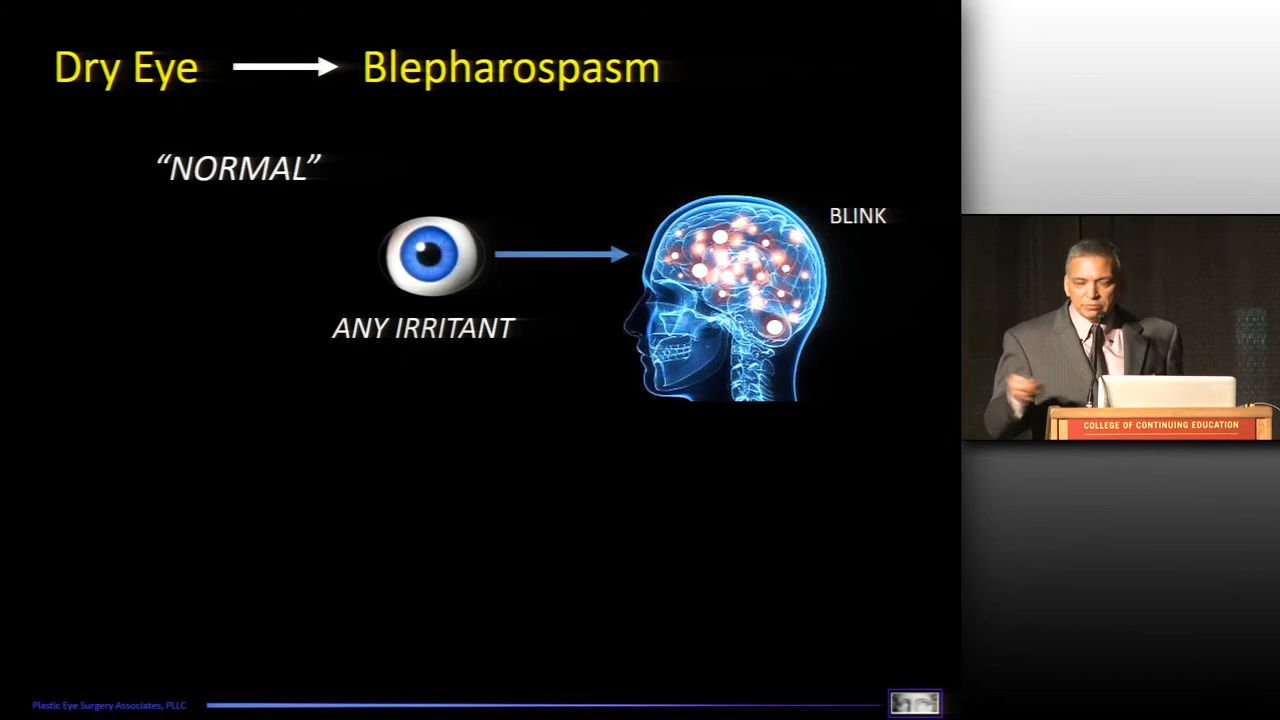 Dry Eye Blepharospasm
“NORMAL”
BLINK
ANY IRRITANT
COLLEGE OF CONTINUING EDUCATION
Plastic Eye Surgery Associates, PLLC